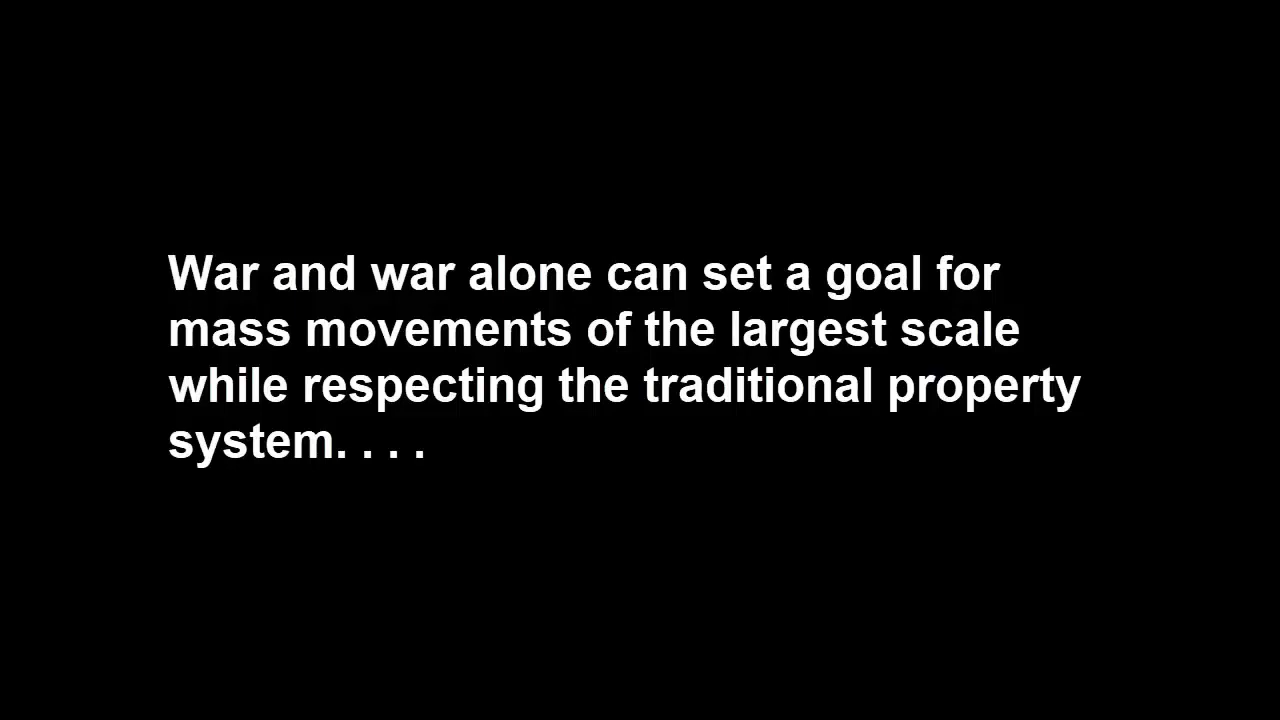 War and war alone can set a goal for
mass movements of the largest scale
while respecting the traditional property
system. . . .